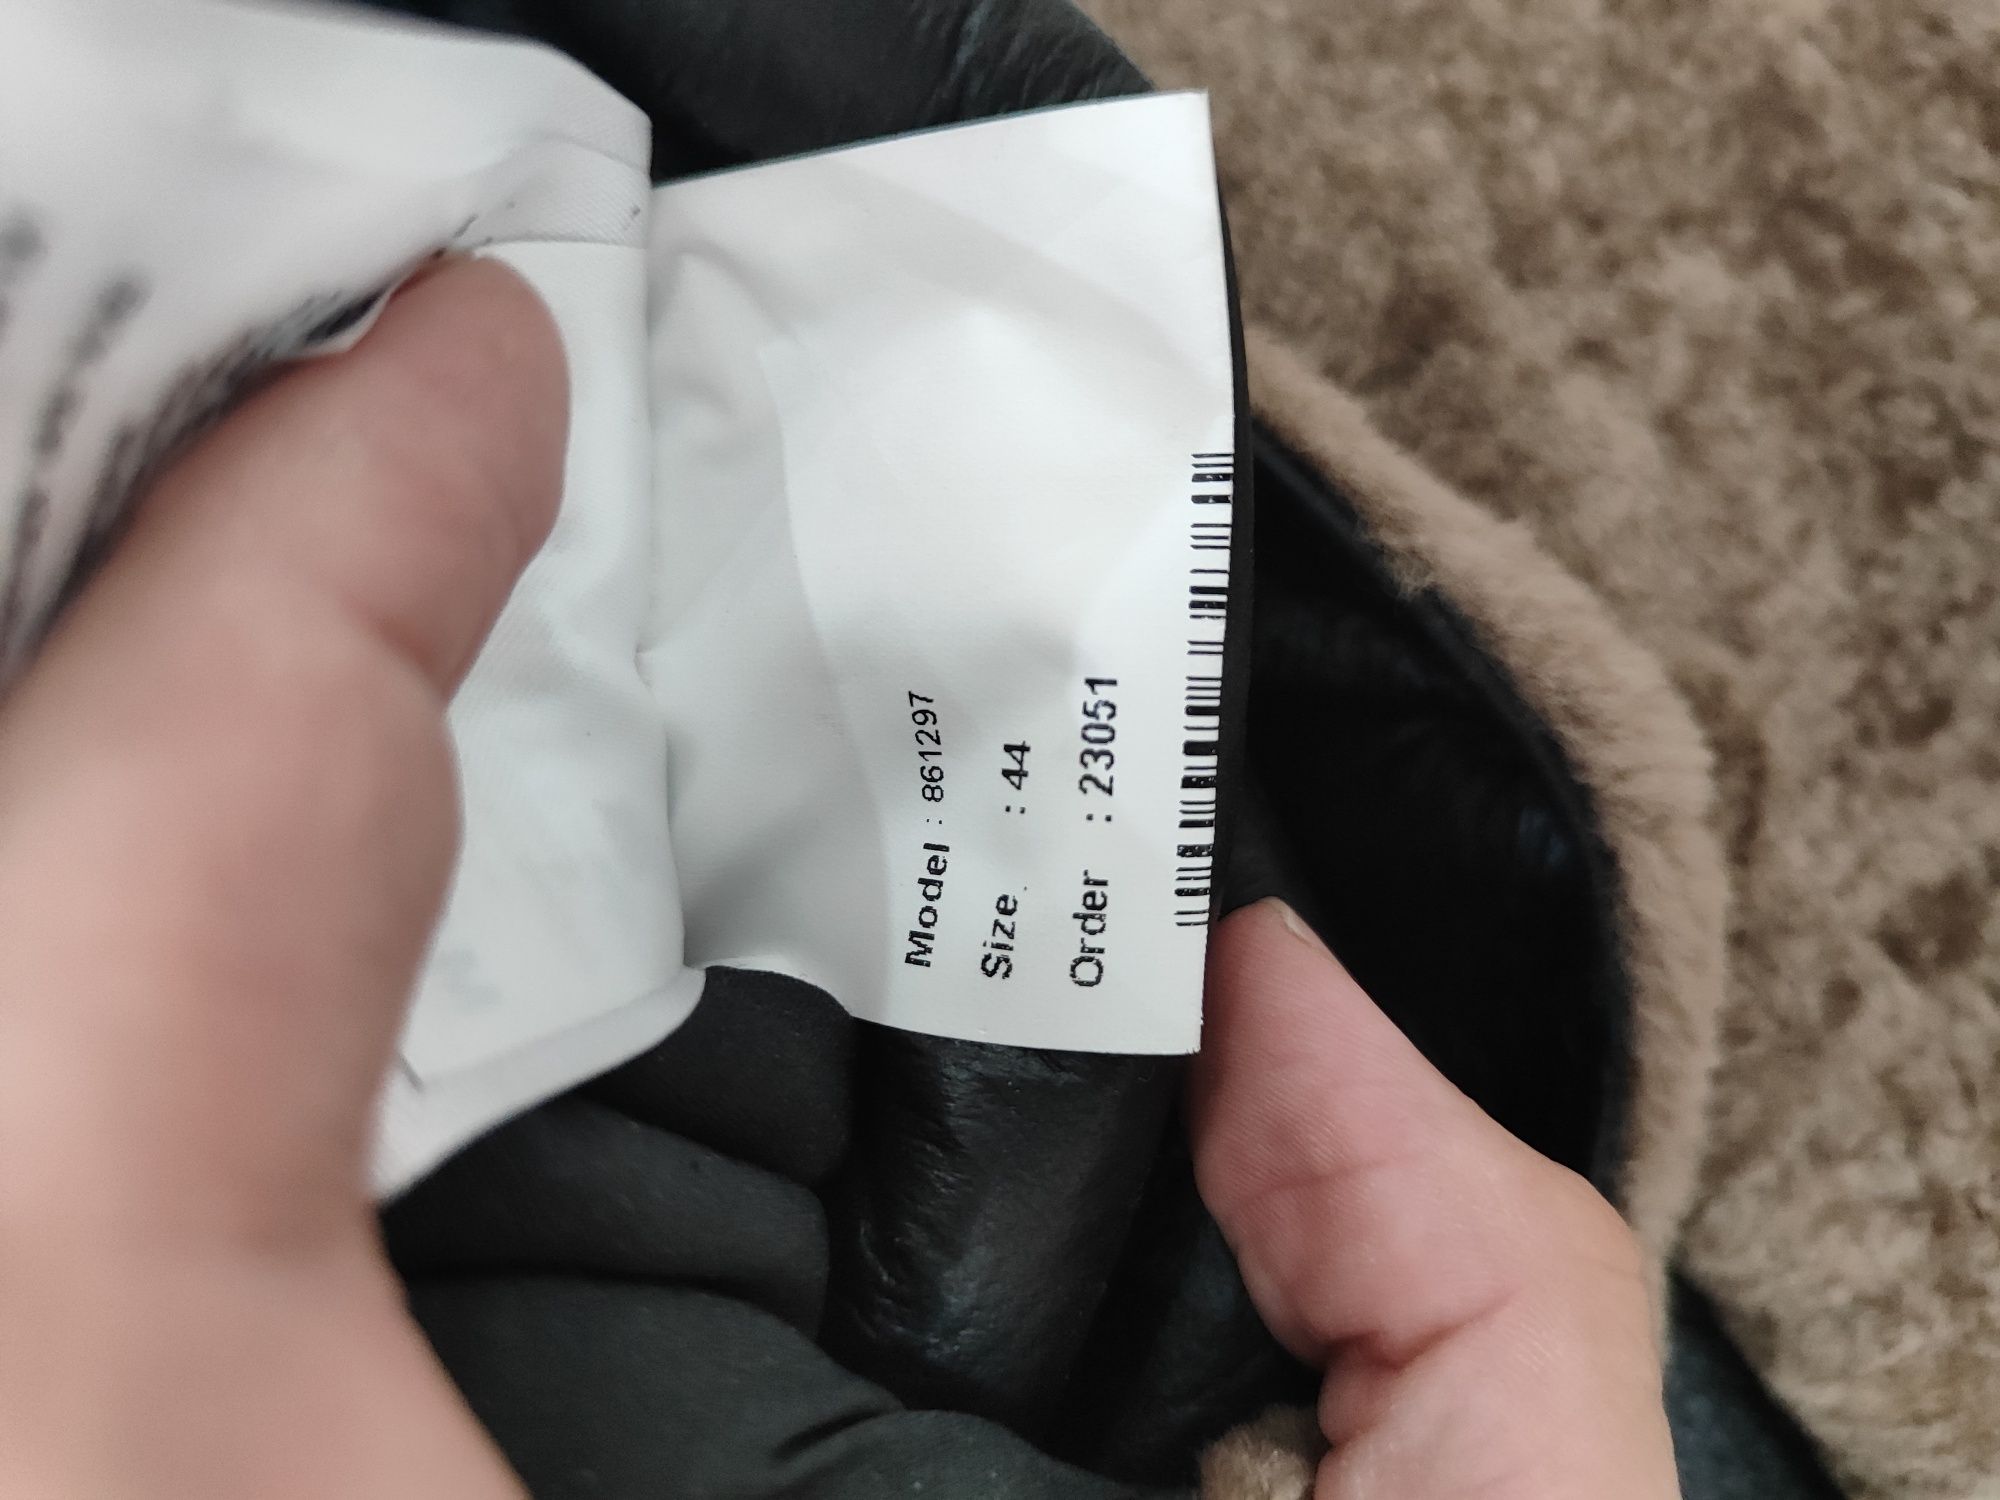 Model : 861297
Size : 44
Order : 23051